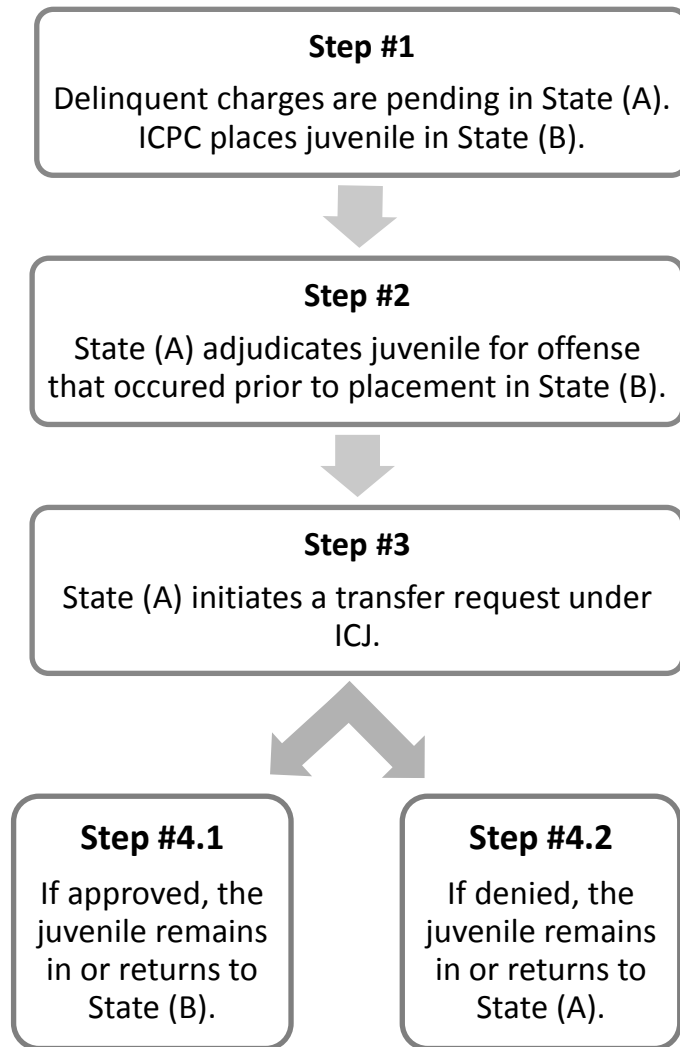 Step #1
Delinquent charges are pending in State (A).
ICPC places juvenile in State (B).
Step #2
State (A) adjudicates juvenile for offense
that occured prior to placement in State (B).
Step #3
State (A) initiates a transfer request under
ICJ.
Step #4.1
If approved, the
juvenile remains
in or returns to
State (B).
Step #4.2
If denied, the
juvenile remains
in or returns to
State (A).